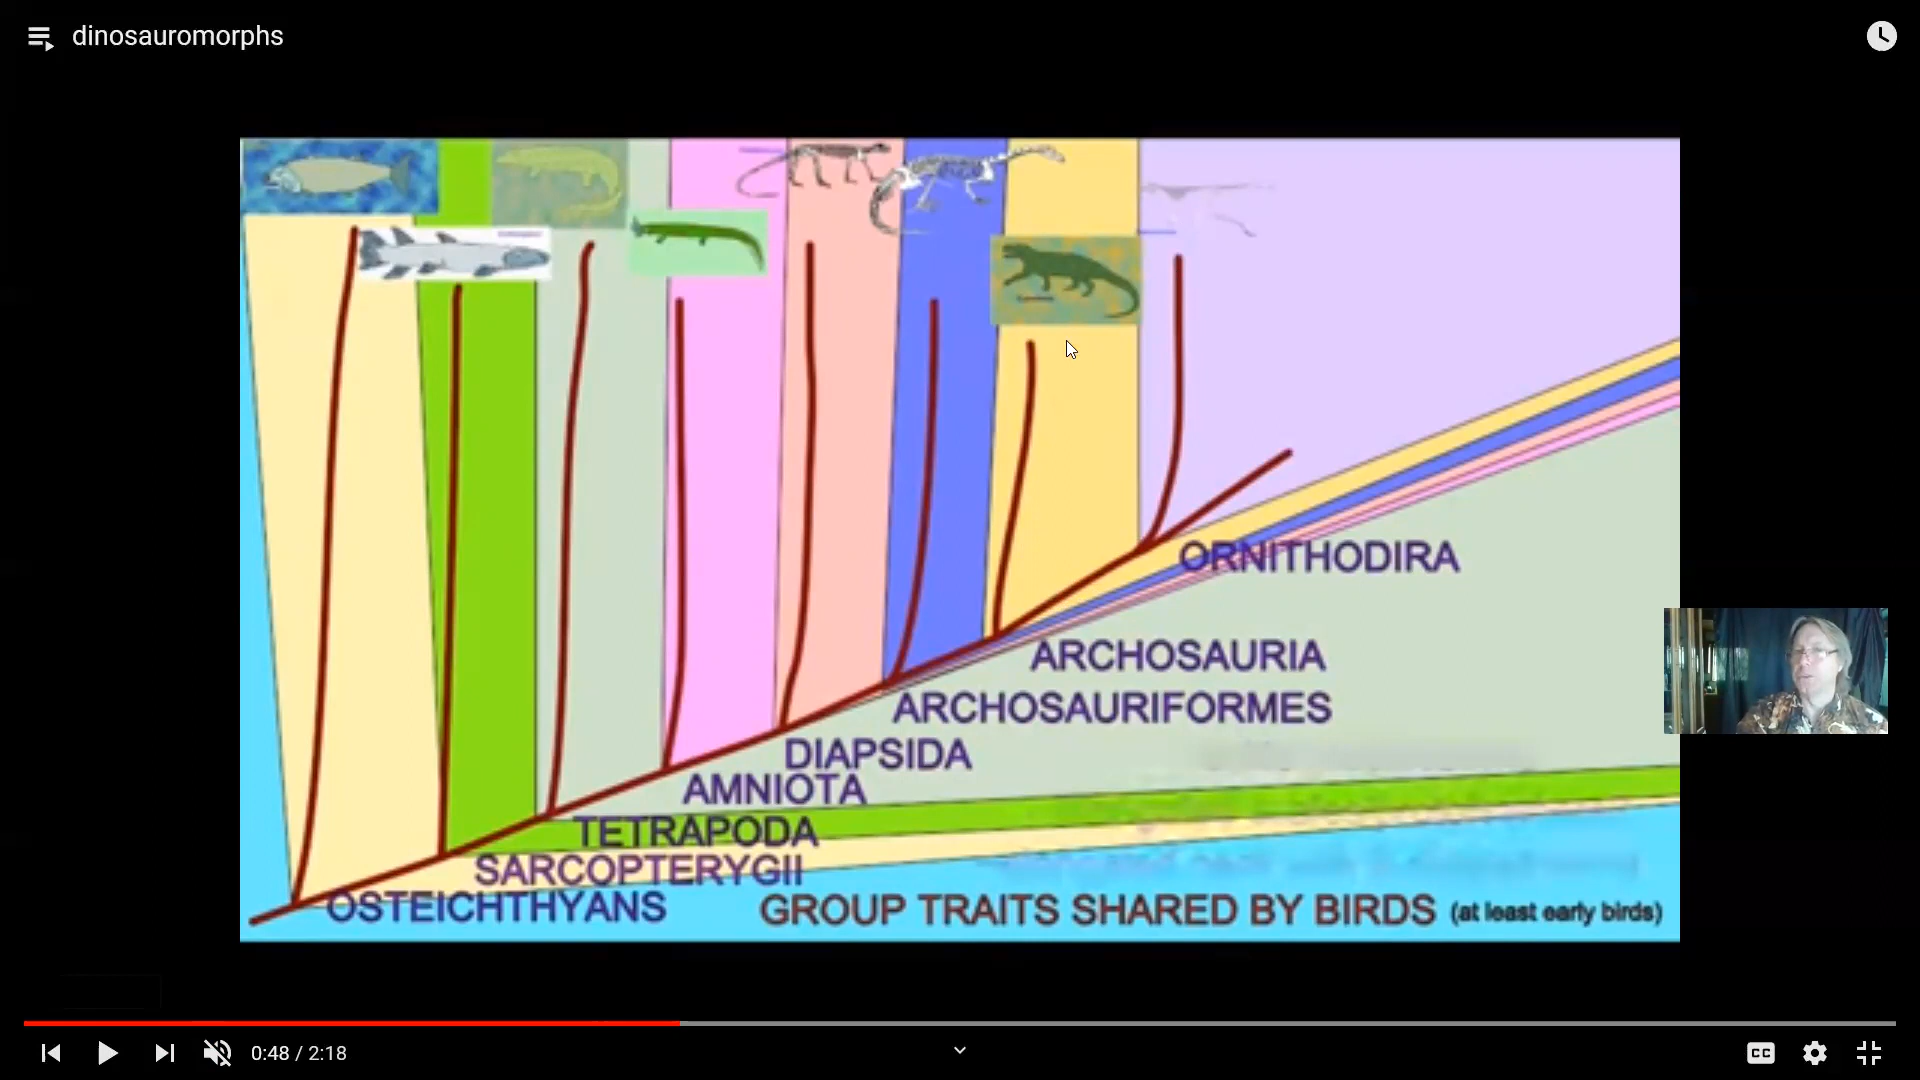 dinosauromorphs
ORNITHODIRA
ARCHOSAURIA
ARCHOSAURIFORMES
DIAPSIDA
AMNIOTA
TETRAPODA
SARCOPTERYGII
OSTEICHTHYANS
GROUP TRAITS SHARED BY BIRDS (at least early birds)
0:48 / 2:18
CC